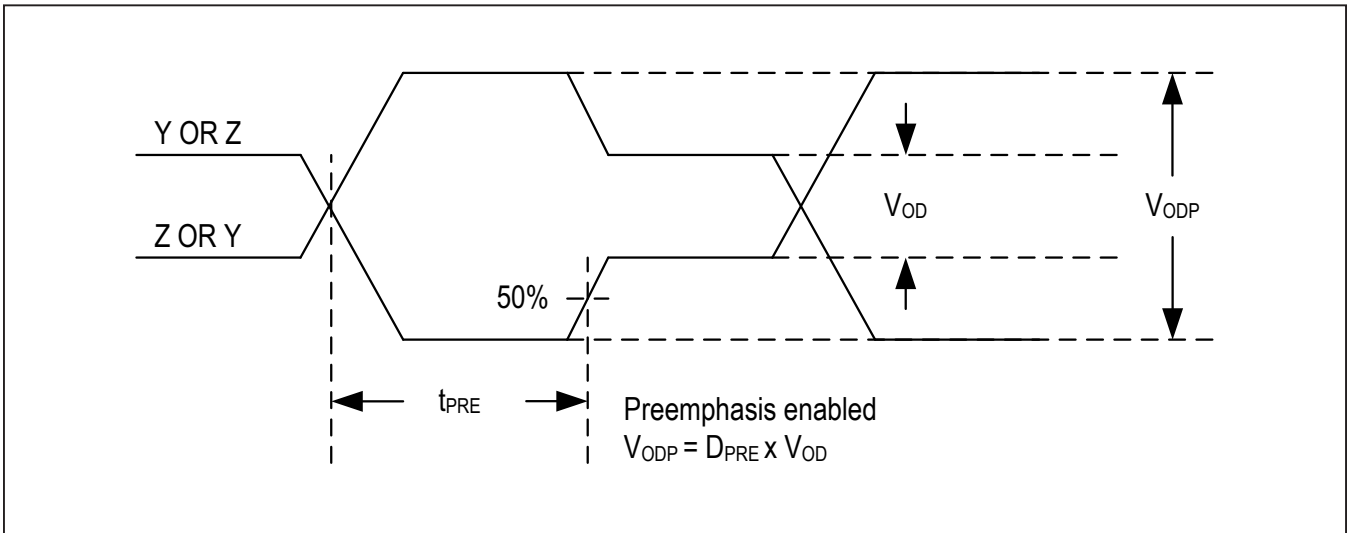 Y OR Z
Z OR Y
VOD
VODP
50%
tPRE
Preemphasis enabled
VODP = DPRE x VOD